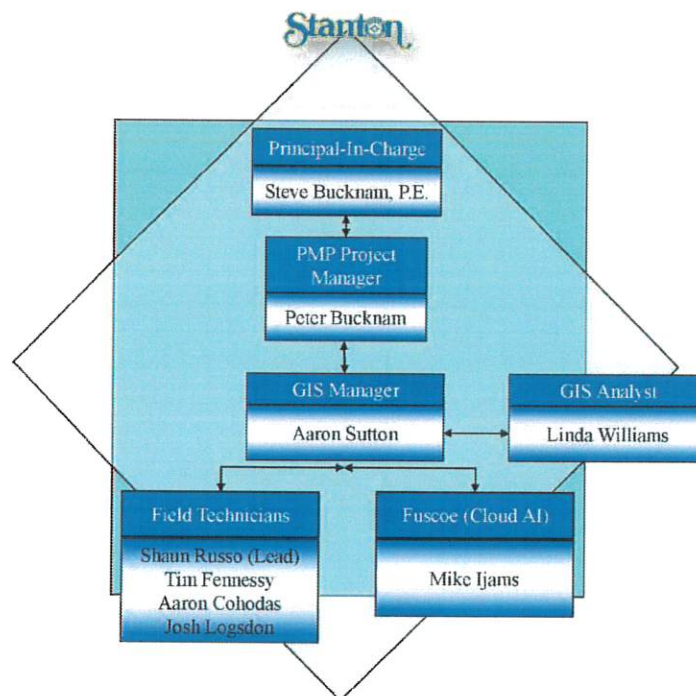 Stanton
Principal-In-Charge
Steve Bucknam, P.E.
PMP Project
Manager
Peter Bucknam
GIS Manager
Aaron Sutton
GIS Analyst
Linda Williams
Field Technicians
Shaun Russo (Lead)
Tim Fennessy
Aaron Cohodas
Josh Logsdon
Fuscoe (Cloud AI)
Mike Ijams